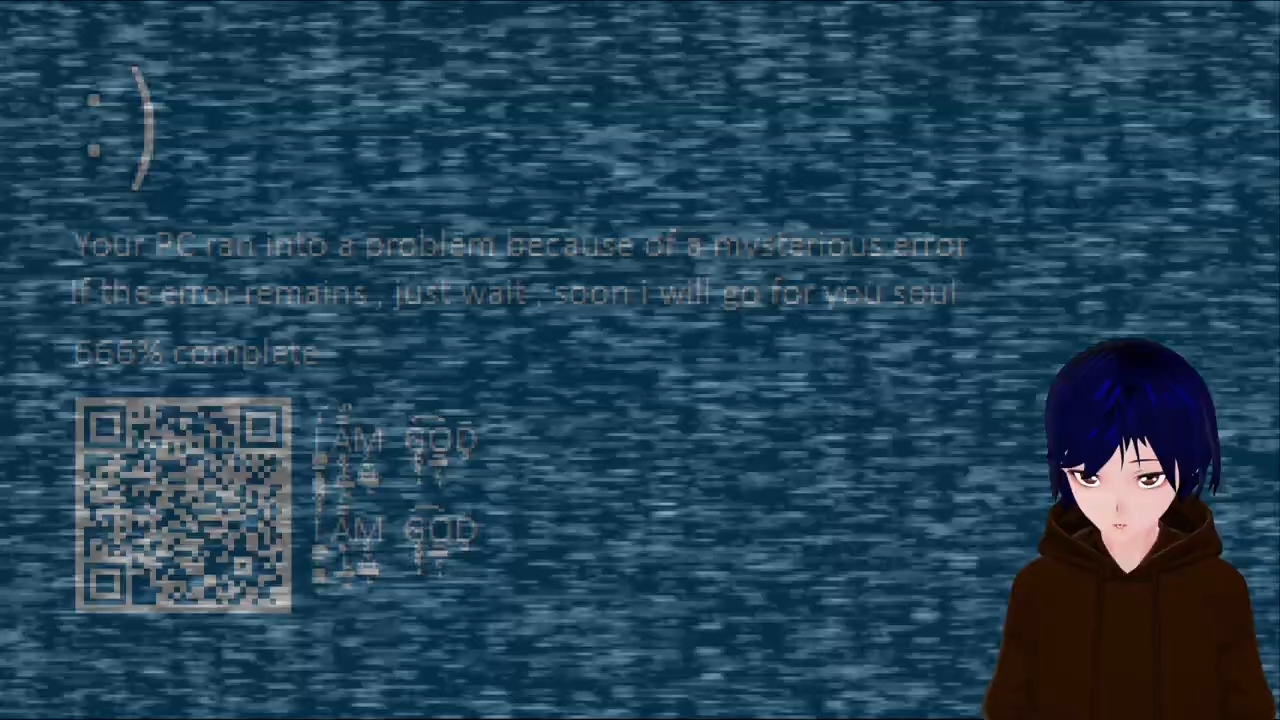 :)
Your PC ran into a problem because of a mysterious error
If the error remains , just wait , soon i will go for you soul
666% complete
I AM GOD
I AM GOD